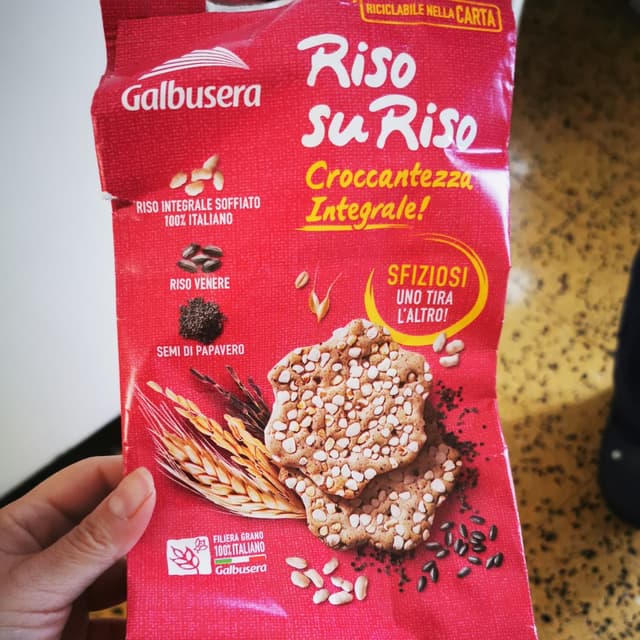 RICICLABILE NELLA CARTA
Galbusera
Riso
su Riso
Croccantezza
Integrale!
RISO INTEGRALE SOFFIATO
100% ITALIANO
RISO VENERE
SEMI DI PAPAVERO
SFIZIOSI
UNO TIRA
L'ALTRO!
FILIERA GRANO
100% ITALIANO
Galbusera